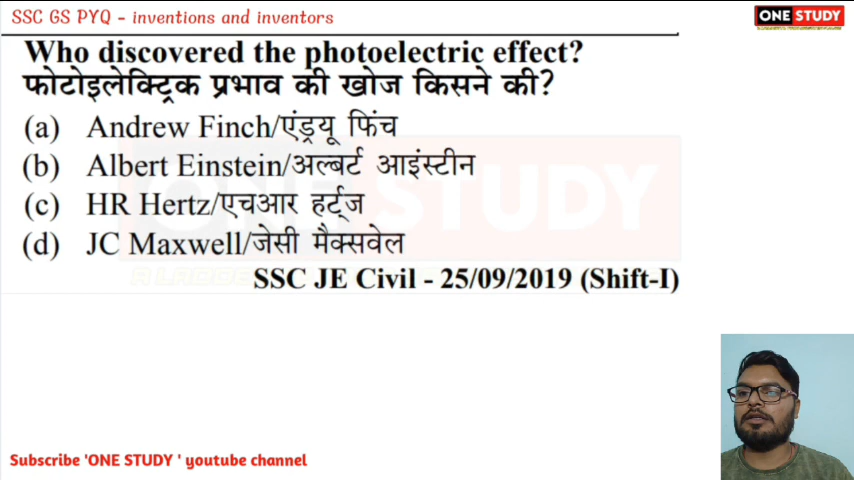 SSC GS PYQ - inventions and inventors
ONE STUDY
Who discovered the photoelectric effect?
फोटोइलेक्ट्रिक प्रभाव की खोज किसने की?
(a) Andrew Finch/एंड्रयू फिंच
(b) Albert Einstein/अल्बर्ट आइंस्टीन
(c) HR Hertz/एचआर हर्ट्ज
(d) JC Maxwell/जेसी मैक्सवेल
ONE STUDY
SSC JE Civil - 25/09/2019 (Shift-I)
Subscribe 'ONE STUDY ' youtube channel